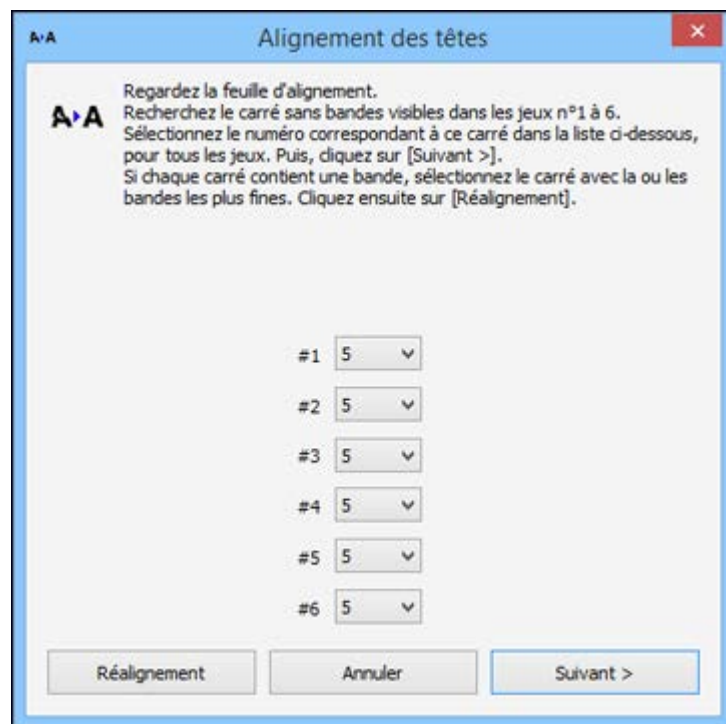 A▸A Alignement des têtes
A▸A
Regardez la feuille d'alignement.
Recherchez le carré sans bandes visibles dans les jeux n°1 à 6.
Sélectionnez le numéro correspondant à ce carré dans la liste ci-dessous,
pour tous les jeux. Puis, cliquez sur [Suivant >].
Si chaque carré contient une bande, sélectionnez le carré avec la ou les
bandes les plus fines. Cliquez ensuite sur [Réalignement].
#1 5
#2 5
#3 5
#4 5
#5 5
#6 5
Réalignement Annuler Suivant >